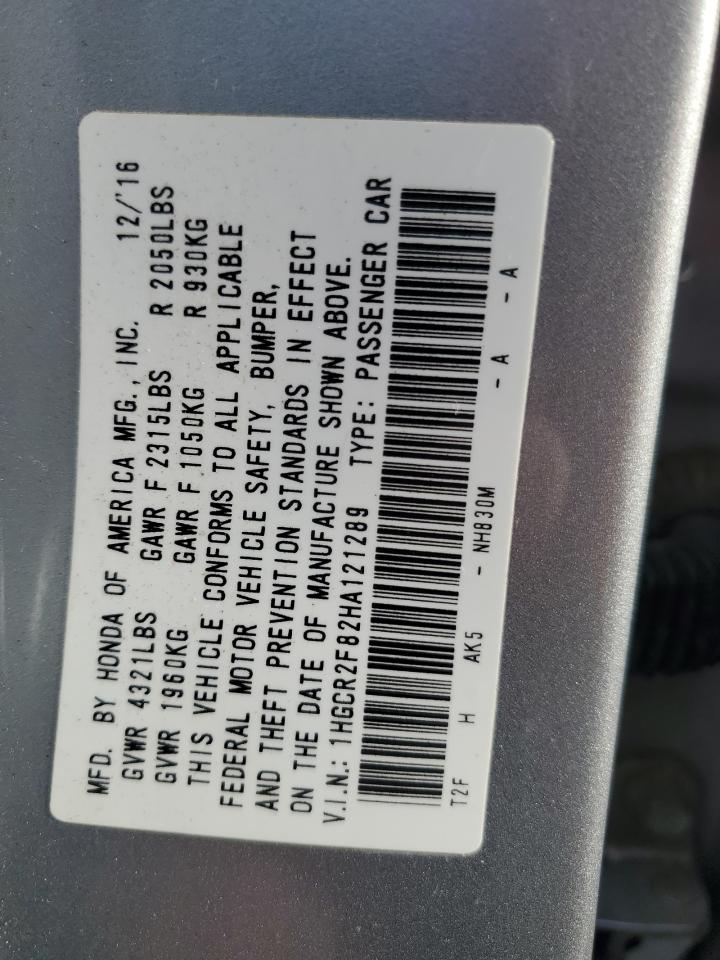 MFD. BY HONDA OF AMERICA MFG., INC. 12/'16
GVWR 4321LBS GAWR F 2315LBS R 2050LBS
GVWR 1960KG GAWR F 1050KG R 930KG
THIS VEHICLE CONFORMS TO ALL APPLICABLE
FEDERAL MOTOR VEHICLE SAFETY, BUMPER,
AND THEFT PREVENTION STANDARDS IN EFFECT
ON THE DATE OF MANUFACTURE SHOWN ABOVE.
V.I.N.: 1HGCR2F82HA121289 TYPE: PASSENGER CAR
T2F H AK5 - NH830M - A - A